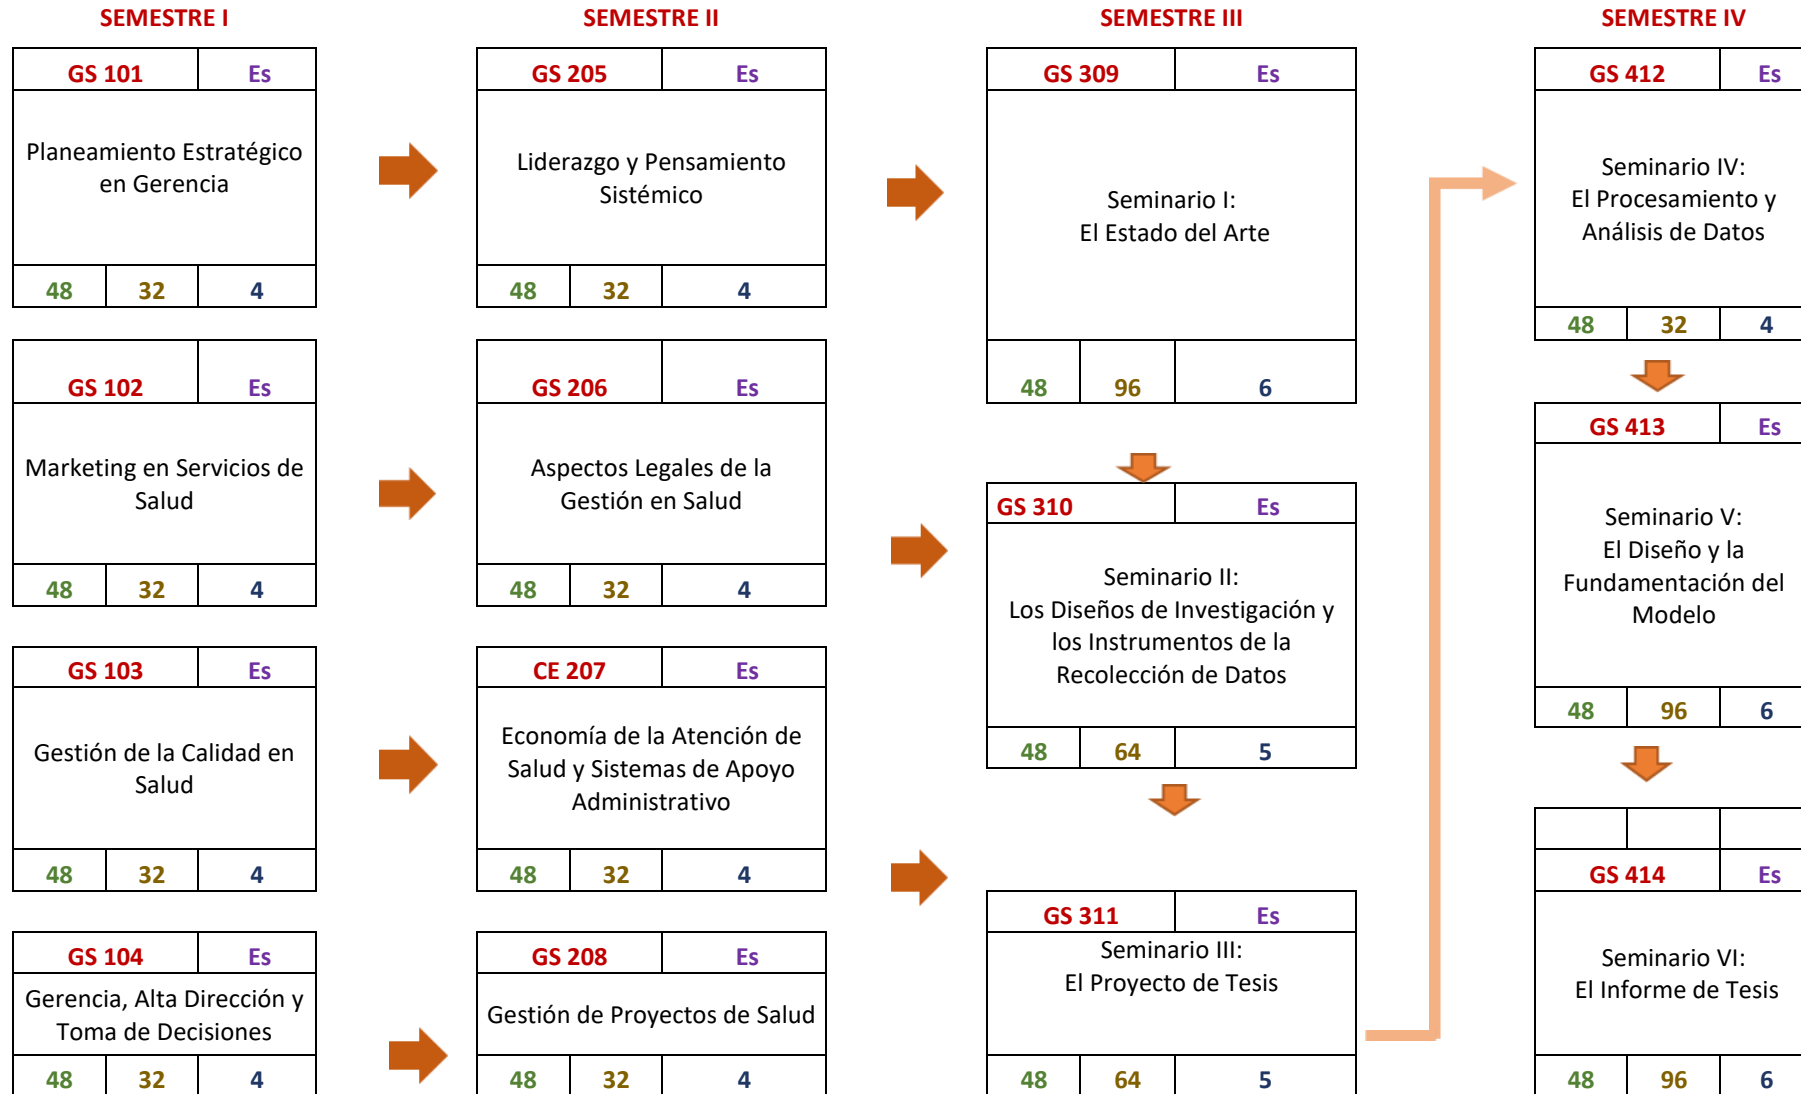 SEMESTRE I
SEMESTRE II
SEMESTRE III
SEMESTRE IV
GS 101 Es
Planeamiento Estratégico
en Gerencia
48 32 4
GS 102 Es
Marketing en Servicios de
Salud
48 32 4
GS 103 Es
Gestión de la Calidad en
Salud
48 32 4
GS 104 Es
Gerencia, Alta Dirección y
Toma de Decisiones
48 32 4
GS 205 Es
Liderazgo y Pensamiento
Sistémico
48 32 4
GS 206 Es
Aspectos Legales de la
Gestión en Salud
48 32 4
CE 207 Es
Economía de la Atención de
Salud y Sistemas de Apoyo
Administrativo
48 32 4
GS 208 Es
Gestión de Proyectos de Salud
48 32 4
GS 309 Es
Seminario I:
El Estado del Arte
48 96 6
GS 310 Es
Seminario II:
Los Diseños de Investigación y
los Instrumentos de la
Recolección de Datos
48 64 5
GS 311 Es
Seminario III:
El Proyecto de Tesis
48 64 5
GS 412 Es
Seminario IV:
El Procesamiento y
Análisis de Datos
48 32 4
GS 413 Es
Seminario V:
El Diseño y la
Fundamentación del
Modelo
48 96 6
GS 414 Es
Seminario VI:
El Informe de Tesis
48 96 6